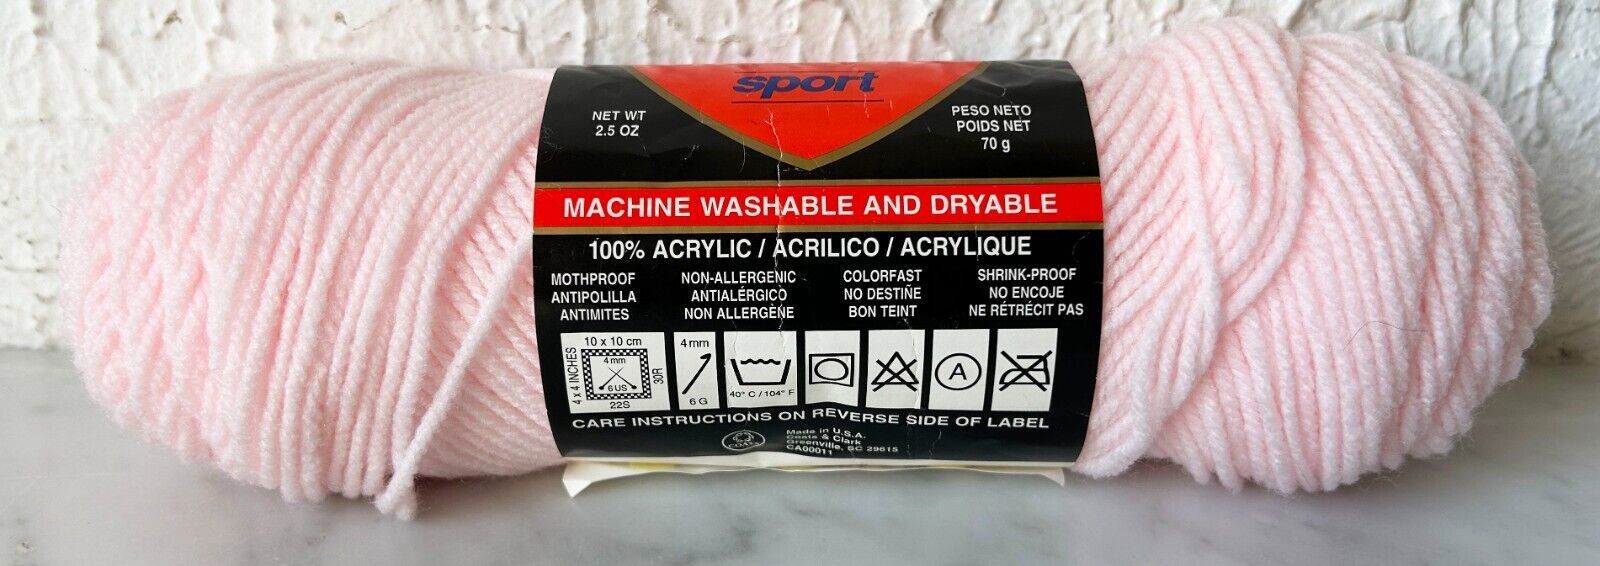 sport
NET WT
2.5 OZ
PESO NETO
POIDS NET
70 g
MACHINE WASHABLE AND DRYABLE
100% ACRYLIC / ACRILICO / ACRYLIQUE
MOTHPROOF
ANTIPOLILLA
ANTIMITES
NON-ALLERGENIC
ANTIALÉRGICO
NON ALLERGÈNE
COLORFAST
NO DESTIÑE
BON TEINT
SHRINK-PROOF
NO ENCOJE
NE RÉTRÉCIT PAS
10 x 10 cm
4 x 4 INCHES
4 mm
6 US
30R
22S
4 mm
6 G
40° C / 104° F
A
CARE INSTRUCTIONS ON REVERSE SIDE OF LABEL
COATS
Made in U.S.A.
Coats & Clark
Greenville, SC 29615
CA00011